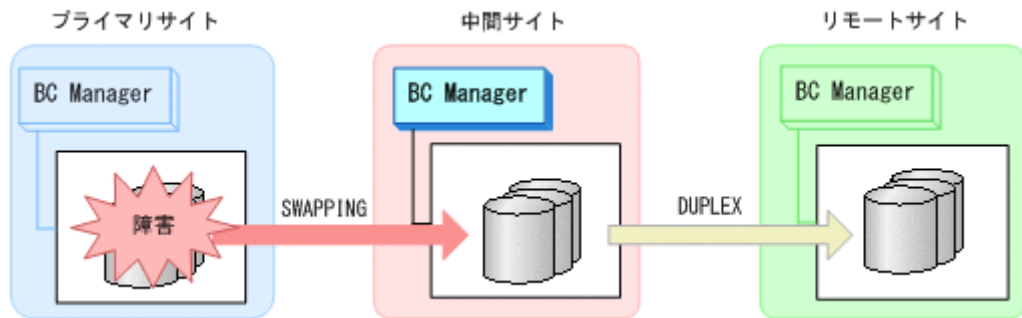 プライマリサイト
中間サイト
リモートサイト
BC Manager
BC Manager
BC Manager
障害
SWAPPING
DUPLEX